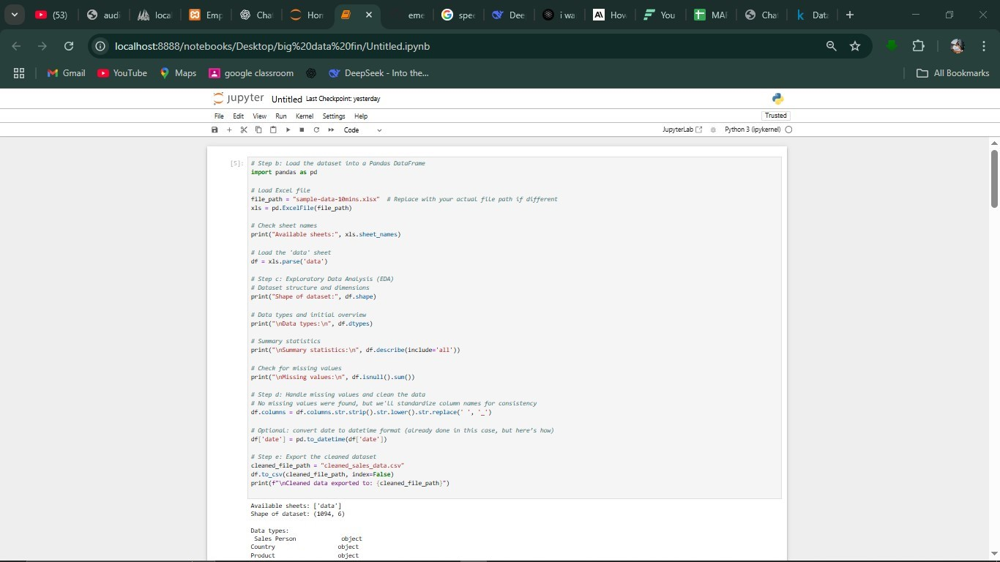 (53)
audi
local
Emp
Cha
Hon
eme
spec
Dee
i wa
How
You
MAI
Cha
Data
localhost:8888/notebooks/Desktop/big%20data%20fin/Untitled.ipynb
Gmail
YouTube
Maps
google classroom
DeepSeek - Into the...
All Bookmarks
jupyter Untitled Last Checkpoint: yesterday
File Edit View Run Kernel Settings Help
Trusted
Code
JupyterLab
Python 3 (ipykernel)
[5]:
# Step b: Load the dataset into a Pandas DataFrame
import pandas as pd
# Load Excel file
file_path = "sample-data-10mins.xlsx"  # Replace with your actual file path if different
xls = pd.ExcelFile(file_path)
# Check sheet names
print("Available sheets:", xls.sheet_names)
# Load the 'data' sheet
df = xls.parse('data')
# Step c: Exploratory Data Analysis (EDA)
# Dataset structure and dimensions
print("Shape of dataset:", df.shape)
# Data types and initial overview
print("\nData types:\n", df.dtypes)
# Summary statistics
print("\nSummary statistics:\n", df.describe(include='all'))
# Check for missing values
print("\nMissing values:\n", df.isnull().sum())
# Step d: Handle missing values and clean the data
# No missing values were found, but we'll standardize column names for consistency
df.columns = df.columns.str.strip().str.lower().str.replace(' ', '_')
# Optional: convert date to datetime format (already done in this case, but here's how)
df['date'] = pd.to_datetime(df['date'])
# Step e: Export the cleaned dataset
cleaned_file_path = "cleaned_sales_data.csv"
df.to_csv(cleaned_file_path, index=False)
print(f"\nCleaned data exported to: {cleaned_file_path}")
Available sheets: ['data']
Shape of dataset: (1094, 6)
Data types:
Sales Person object
Country object
Product object